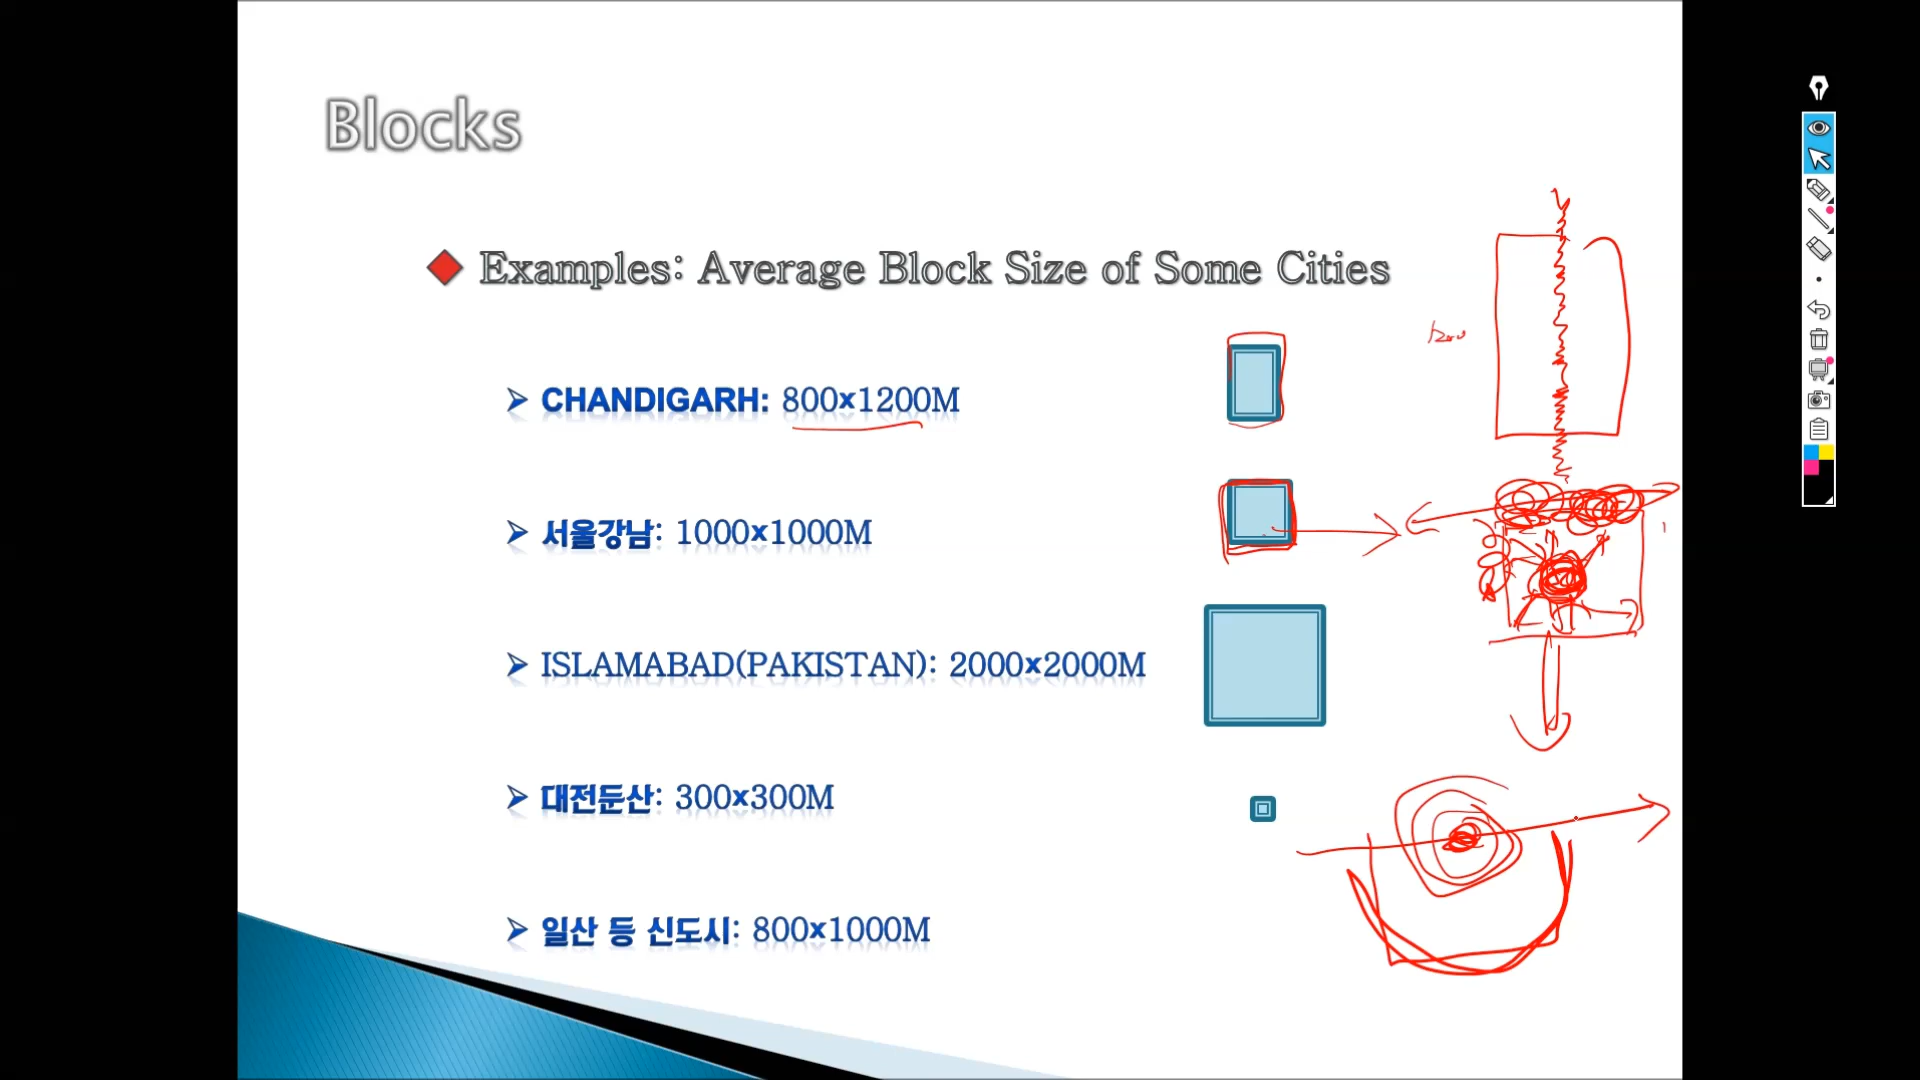 Blocks
Examples: Average Block Size of Some Cities
CHANDIGARH: 800x1200M
서울강남: 1000x1000M
ISLAMABAD(PAKISTAN): 2000x2000M
대전둔산: 300x300M
일산 등 신도시: 800x1000M